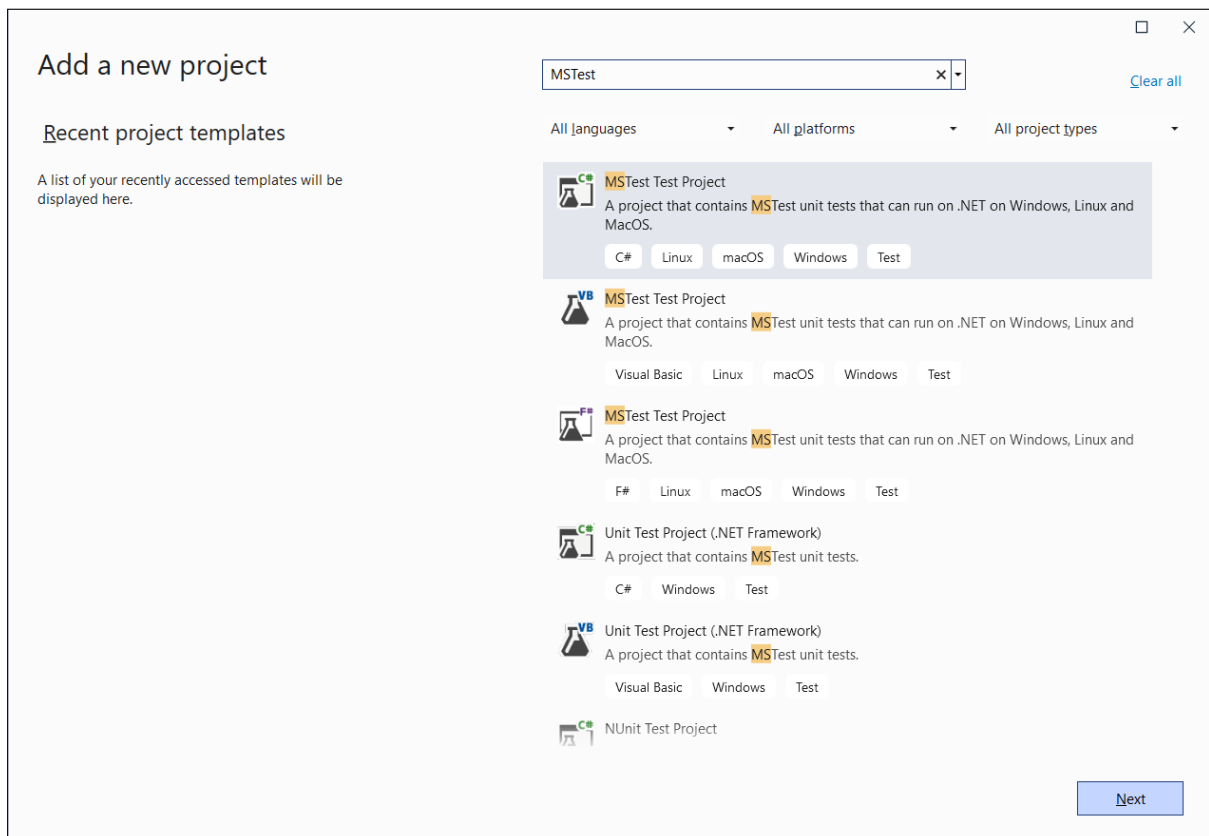 Add a new project
MSTest
Clear all
Recent project templates
All languages
All platforms
All project types
A list of your recently accessed templates will be
displayed here.
C#
MSTest Test Project
A project that contains MSTest unit tests that can run on .NET on Windows, Linux and
MacOS.
C# Linux macOS Windows Test
VB
MSTest Test Project
A project that contains MSTest unit tests that can run on .NET on Windows, Linux and
MacOS.
Visual Basic Linux macOS Windows Test
F#
MSTest Test Project
A project that contains MSTest unit tests that can run on .NET on Windows, Linux and
MacOS.
F# Linux macOS Windows Test
C#
Unit Test Project (.NET Framework)
A project that contains MSTest unit tests.
C# Windows Test
VB
Unit Test Project (.NET Framework)
A project that contains MSTest unit tests.
Visual Basic Windows Test
C#
NUnit Test Project
Next